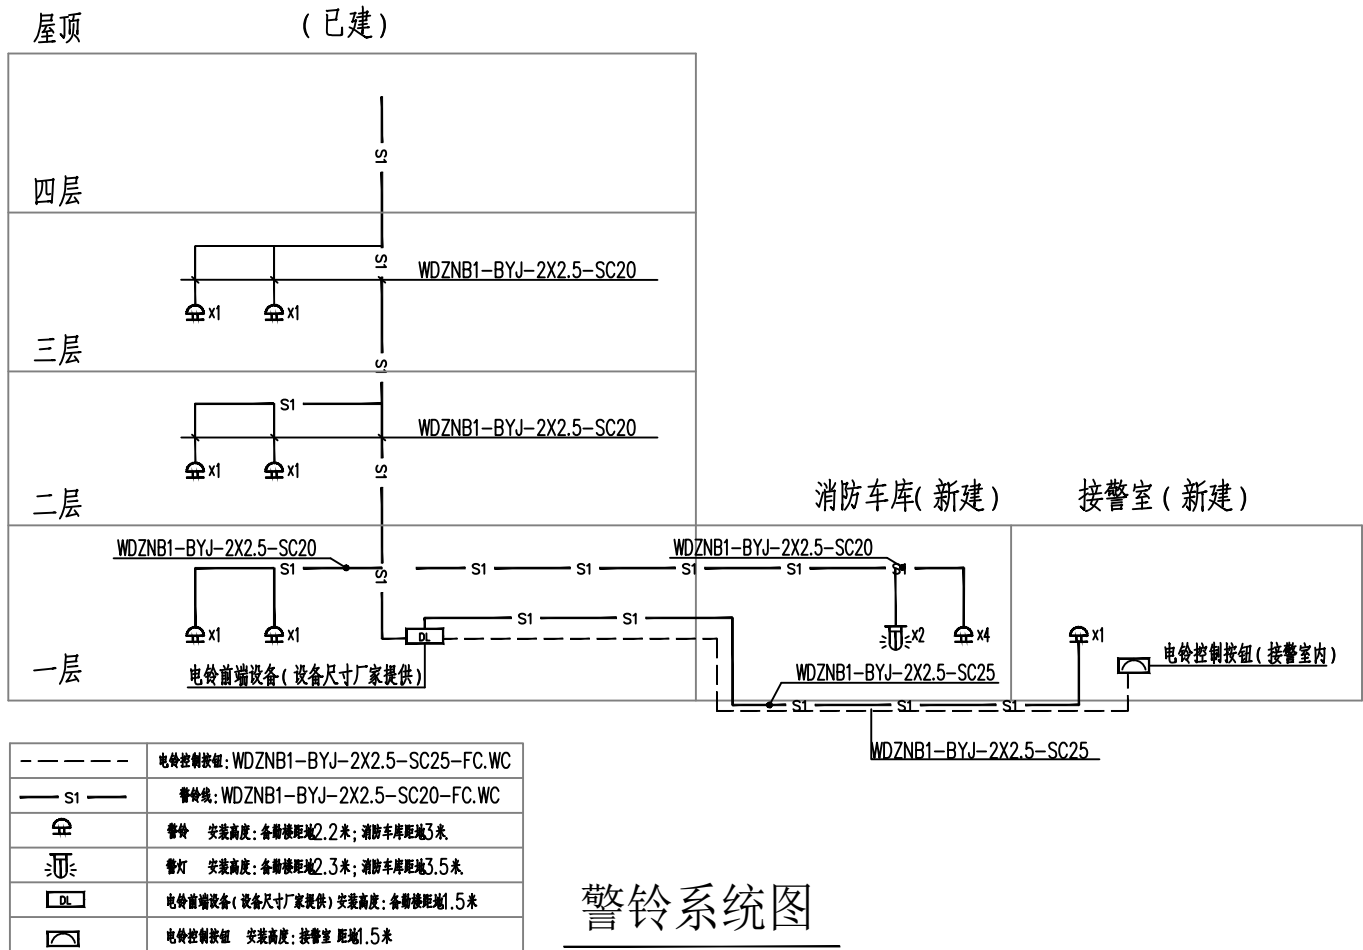 屋顶
(已建)
S1
四层
S1
WDZNB1-BYJ-2X2.5-SC20
x1 x1
三层
S1
S1
WDZNB1-BYJ-2X2.5-SC20
x1 x1
S1
二层
消防车库(新建)
接警室(新建)
WDZNB1-BYJ-2X2.5-SC20
WDZNB1-BYJ-2X2.5-SC20
S1 S1 S1 S1 S1 S1 S1
x1 x1
S1 S1
DL
x2 x4 x1
一层
电铃前端设备(设备尺寸厂家提供)
电铃控制按钮(接警室内)
WDZNB1-BYJ-2X2.5-SC25
S1 S1 S1
WDZNB1-BYJ-2X2.5-SC25
电铃控制按钮:WDZNB1-BYJ-2X2.5-SC25-FC.WC
S1 警铃线:WDZNB1-BYJ-2X2.5-SC20-FC.WC
警铃 安装高度:备勤楼距地2.2米;消防车库距地3米.
警灯 安装高度:备勤楼距地2.3米;消防车库距地3.5米.
DL 电铃前端设备(设备尺寸厂家提供)安装高度:备勤楼距地1.5米
电铃控制按钮 安装高度:接警室 距地1.5米
警铃系统图